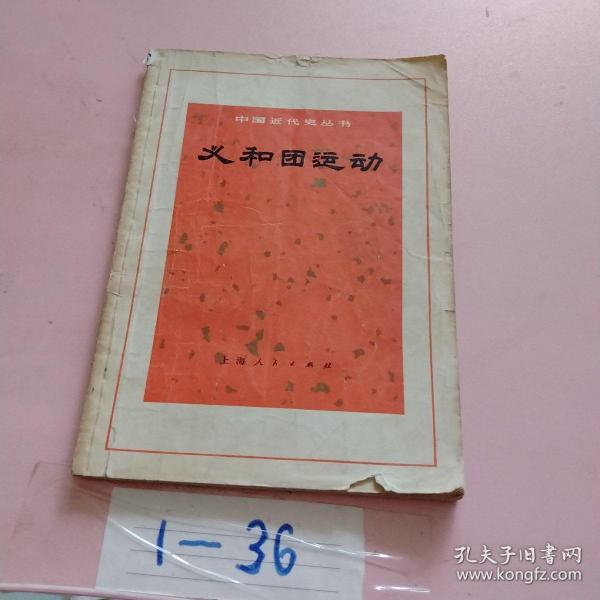 中国近代史丛书
义和团运动
上海人民出版社
1-36
孔夫子旧書网
www.kongfz.com